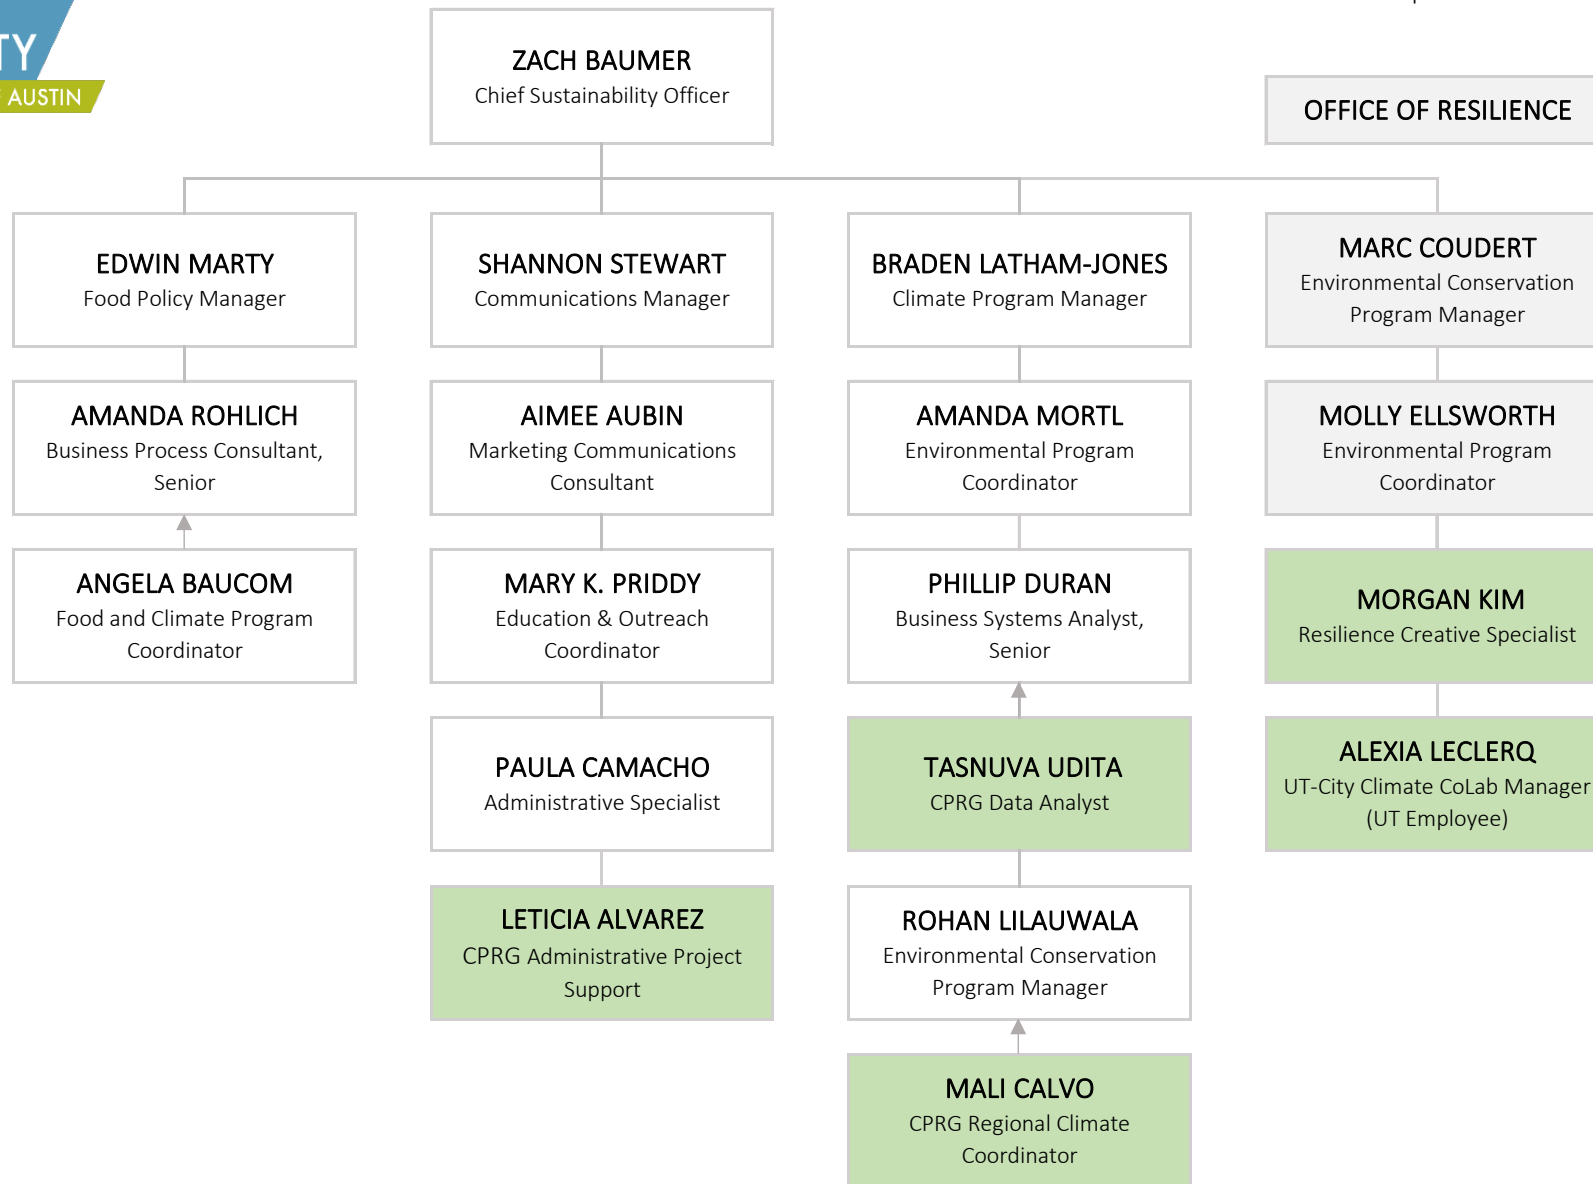 TY
AUSTIN
ZACH BAUMER
Chief Sustainability Officer
OFFICE OF RESILIENCE
EDWIN MARTY
Food Policy Manager
SHANNON STEWART
Communications Manager
BRADEN LATHAM-JONES
Climate Program Manager
MARC COUDERT
Environmental Conservation
Program Manager
AMANDA ROHLICH
Business Process Consultant,
Senior
AIMEE AUBIN
Marketing Communications
Consultant
AMANDA MORTL
Environmental Program
Coordinator
MOLLY ELLSWORTH
Environmental Program
Coordinator
ANGELA BAUCOM
Food and Climate Program
Coordinator
MARY K. PRIDDY
Education & Outreach
Coordinator
PHILLIP DURAN
Business Systems Analyst,
Senior
MORGAN KIM
Resilience Creative Specialist
PAULA CAMACHO
Administrative Specialist
TASNUVA UDITA
CPRG Data Analyst
ALEXIA LECLERQ
UT-City Climate CoLab Manager
(UT Employee)
LETICIA ALVAREZ
CPRG Administrative Project
Support
ROHAN LILAUWALA
Environmental Conservation
Program Manager
MALI CALVO
CPRG Regional Climate
Coordinator